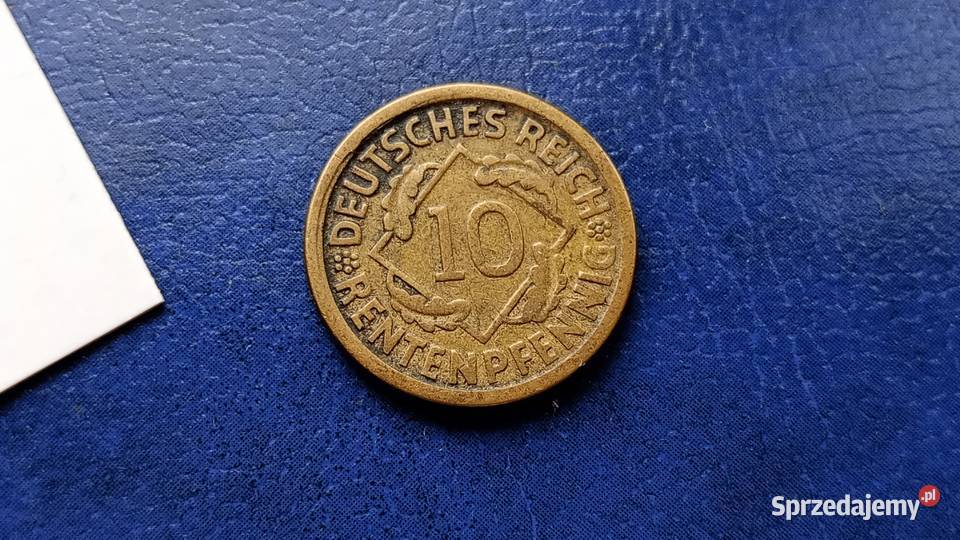 DEUTSCHES REICH
10
RENTENPFENNIG
Sprzedajemy.pl